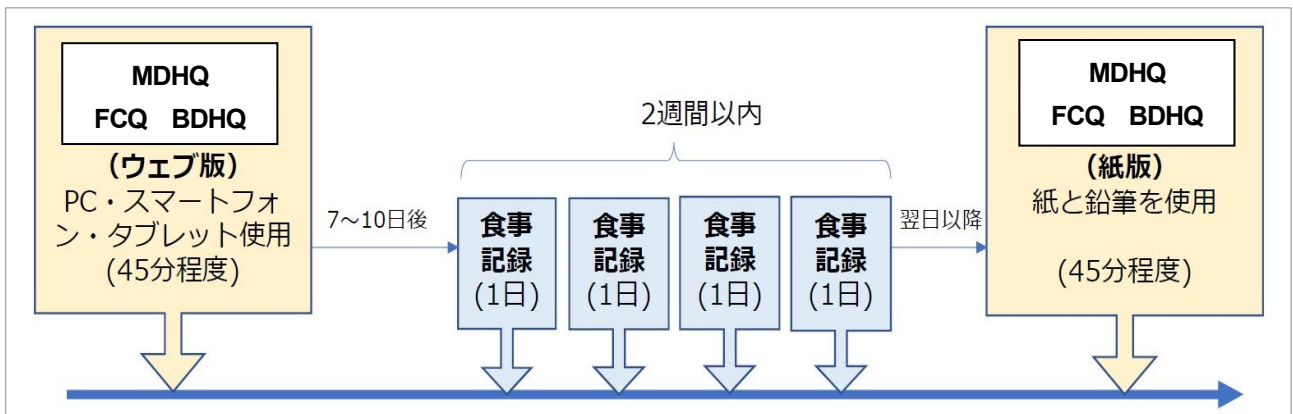 MDHQ
FCQ BDHQ
(ウェブ版)
PC・スマートフォ
ン・タブレット使用
(45分程度)
7～10日後
2週間以内
食事
記録
(1日)
食事
記録
(1日)
食事
記録
(1日)
食事
記録
(1日)
翌日以降
MDHQ
FCQ BDHQ
(紙版)
紙と鉛筆を使用
(45分程度)